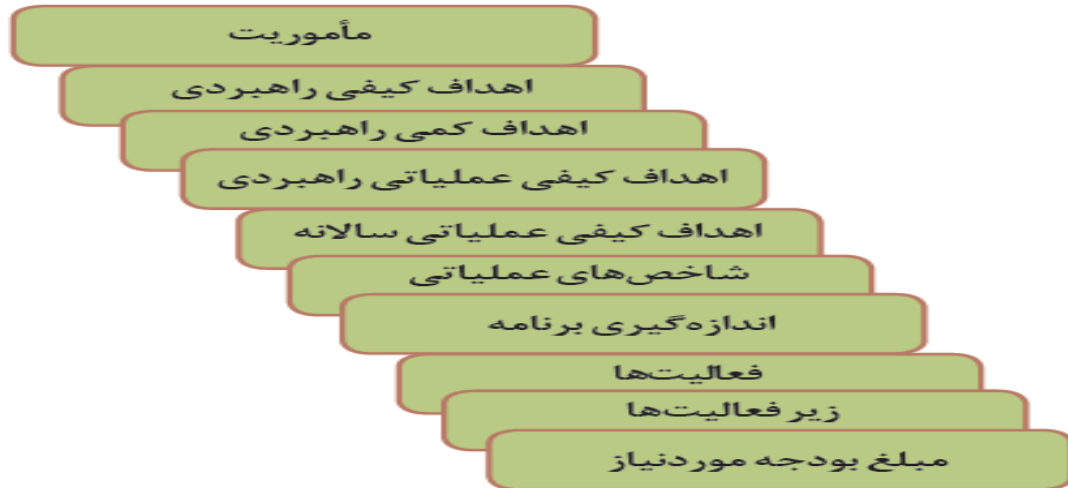 مأموریت
اهداف کیفی راهبردی
اهداف کمی راهبردی
اهداف کیفی عملیاتی راهبردی
اهداف کیفی عملیاتی سالانه
شاخص‌های عملیاتی
اندازه‌گیری برنامه
فعالیت‌ها
زیر فعالیت‌ها
مبلغ بودجه موردنیاز